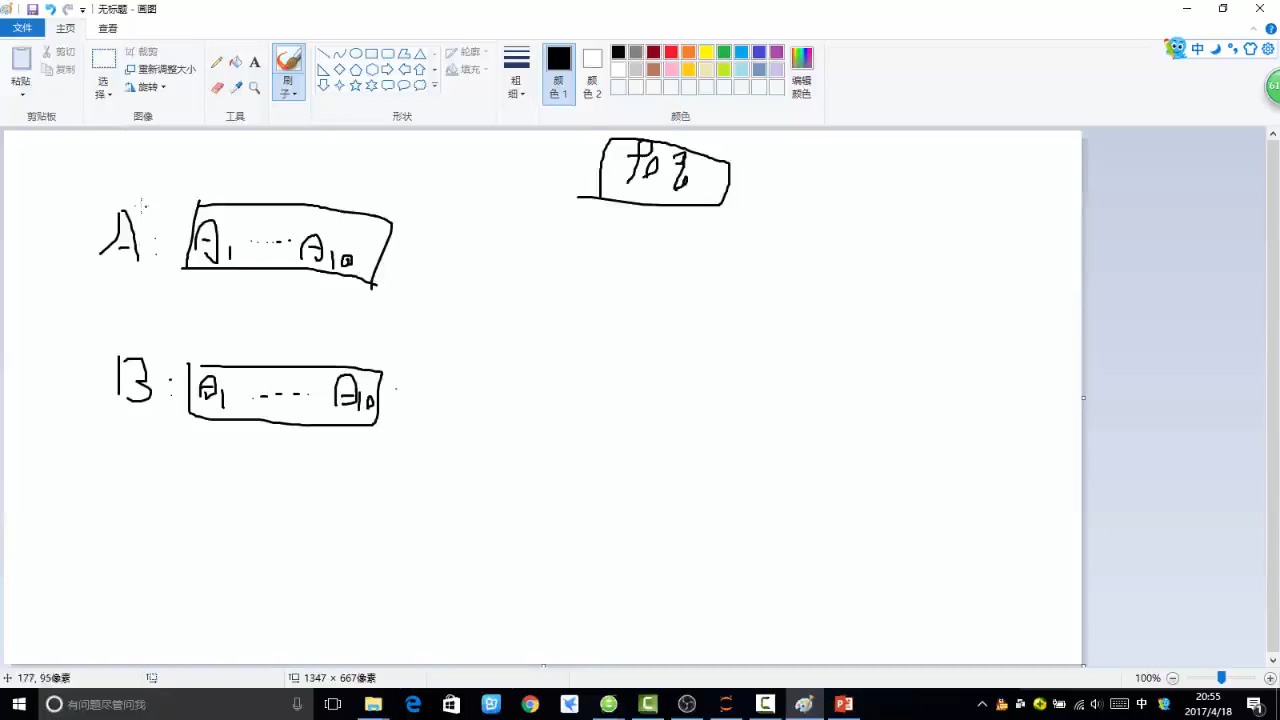 无标题 - 画图
文件 主页 查看
剪切
复制
粘贴
裁剪
重新调整大小
旋转
选择
刷子
轮廓
填充
粗细
颜色 1
颜色 2
编辑颜色
剪贴板 图像 工具 形状 颜色
中
61
A: A1 ..... A10
B: A1 ---- A10
177, 95像素
1347 × 667像素
100%
有问题尽管问我
中
20:55
2017/4/18